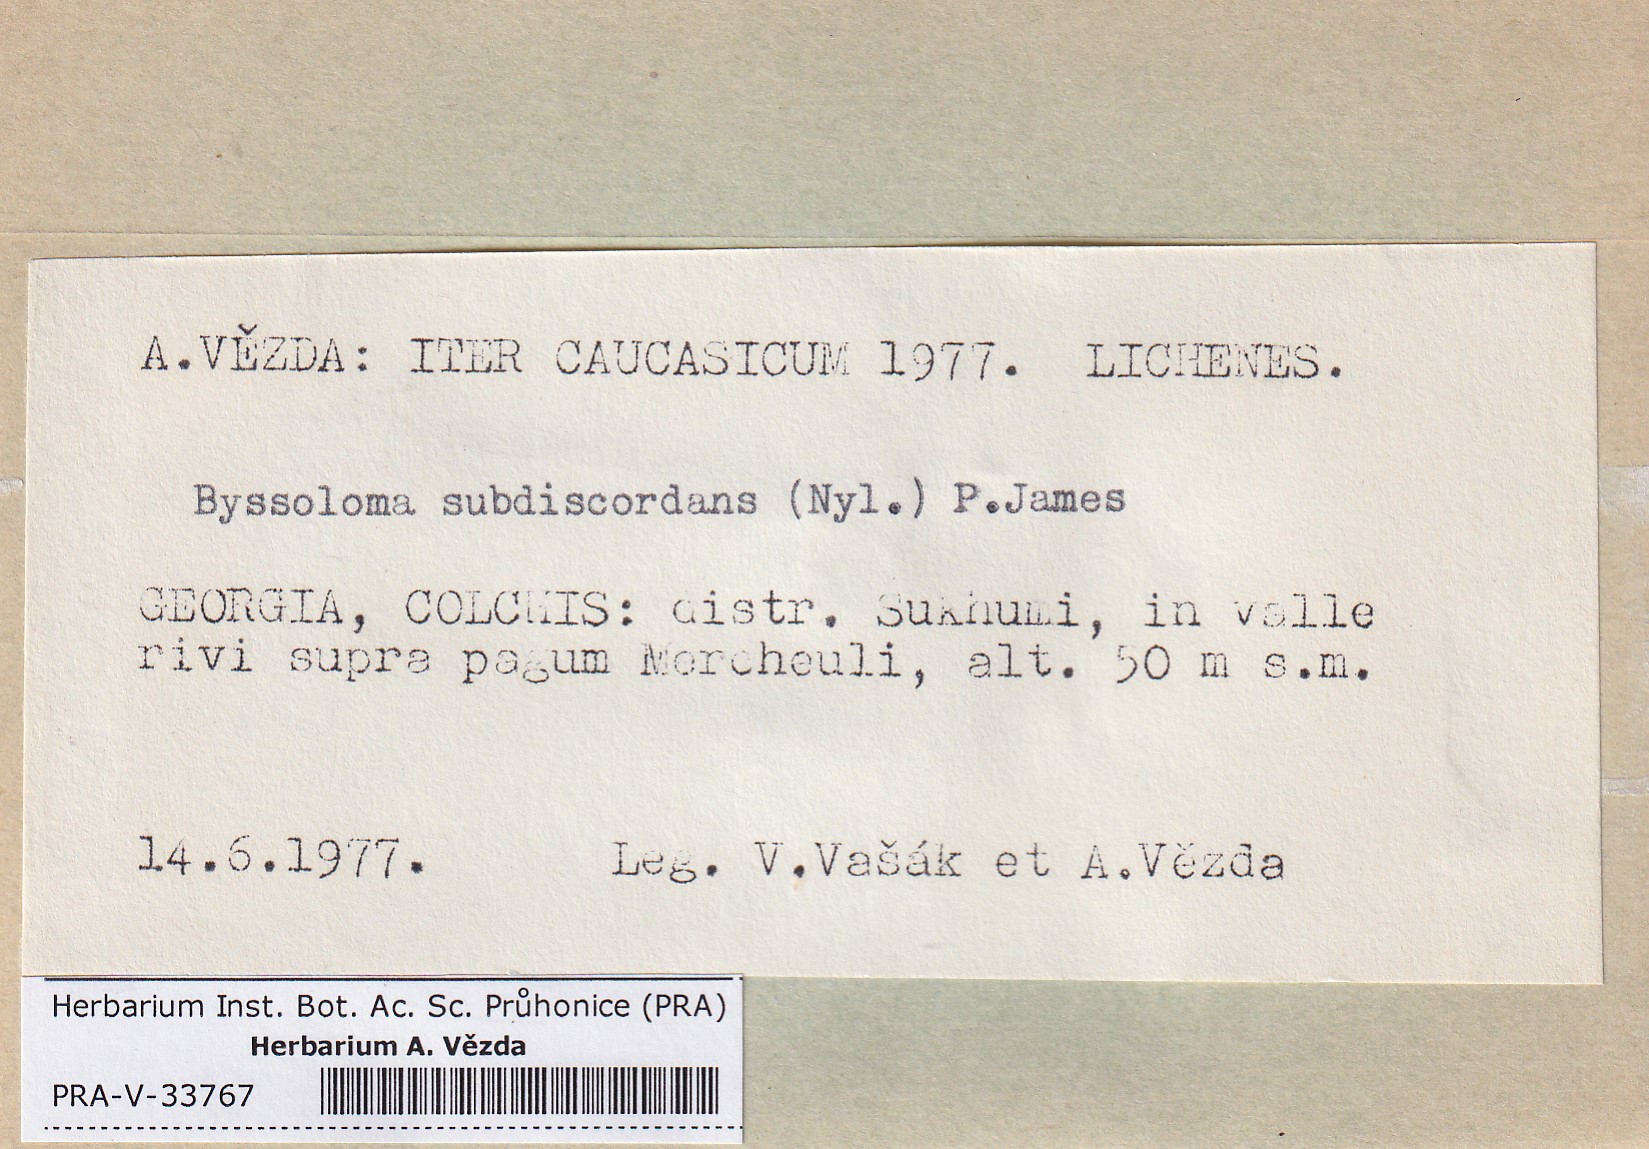 A.VĚZDA: ITER CAUCASICUM 1977. LICHENES.
Byssoloma subdiscordans (Nyl.) P.James
GEORGIA, COLCHIS: distr. Sukhumi, in valle
rivi supra pagum Mercheuli, alt. 50 m s.m.
14.6.1977. Leg. V.Vašák et A.Vězda
Herbarium Inst. Bot. Ac. Sc. Průhonice (PRA)
Herbarium A. Vězda
PRA-V-33767